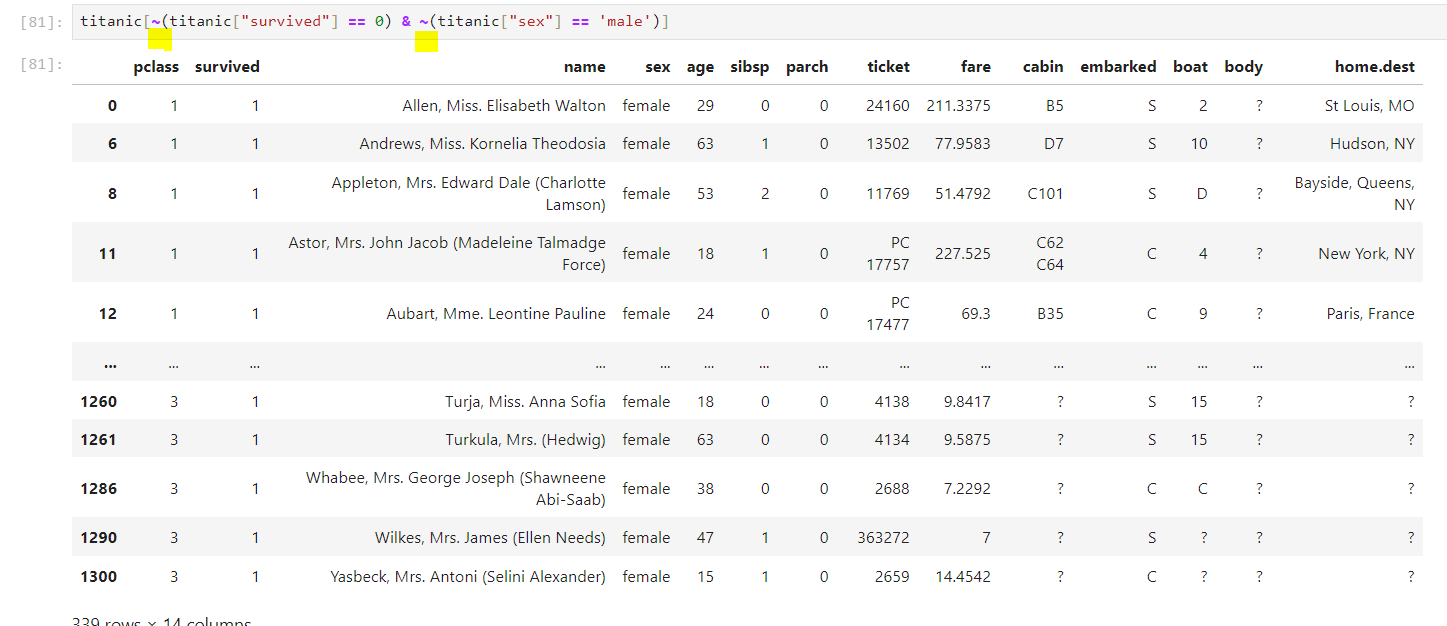 [81]: titanic[~(titanic["survived"] == 0) & ~(titanic["sex"] == 'male')]
[81]:
pclass survived name sex age sibsp parch ticket fare cabin embarked boat body home.dest
0 1 1 Allen, Miss. Elisabeth Walton female 29 0 0 24160 211.3375 B5 S 2 ? St Louis, MO
6 1 1 Andrews, Miss. Kornelia Theodosia female 63 1 0 13502 77.9583 D7 S 10 ? Hudson, NY
Appleton, Mrs. Edward Dale (Charlotte Bayside, Queens,
8 1 1 female 53 2 0 11769 51.4792 C101 S D ?
Lamson) NY
Astor, Mrs. John Jacob (Madeleine Talmadge PC C62
11 1 1 female 18 1 0 227.525 C 4 ? New York, NY
Force) 17757 C64
PC
12 1 1 Aubart, Mme. Leontine Pauline female 24 0 0 69.3 B35 C 9 ? Paris, France
17477
... ... ... ... ... ... ... ... ... ... ... ... ... ... ...
1260 3 1 Turja, Miss. Anna Sofia female 18 0 0 4138 9.8417 ? S 15 ? ?
1261 3 1 Turkula, Mrs. (Hedwig) female 63 0 0 4134 9.5875 ? S 15 ? ?
Whabee, Mrs. George Joseph (Shawneene
1286 3 1 female 38 0 0 2688 7.2292 ? C C ? ?
Abi-Saab)
1290 3 1 Wilkes, Mrs. James (Ellen Needs) female 47 1 0 363272 7 ? S ? ? ?
1300 3 1 Yasbeck, Mrs. Antoni (Selini Alexander) female 15 1 0 2659 14.4542 ? C ? ? ?
339 rows × 14 columns